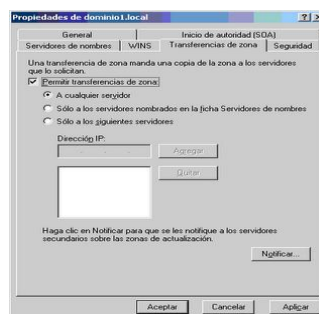 Propiedades de dominio1.local
General
Inicio de autoridad (SOA)
Servidores de nombres
WINS
Transferencias de zona
Seguridad
Una transferencia de zona manda una copia de la zona a los servidores
que lo solicitan.
Permitir transferencias de zona:
A cualquier servidor
Sólo a los servidores nombrados en la ficha Servidores de nombres
Sólo a los siguientes servidores
Dirección IP:
Agregar
Quitar
Haga clic en Notificar para que se les notifique a los servidores
secundarios sobre las zonas de actualización.
Notificar...
Aceptar
Cancelar
Aplicar